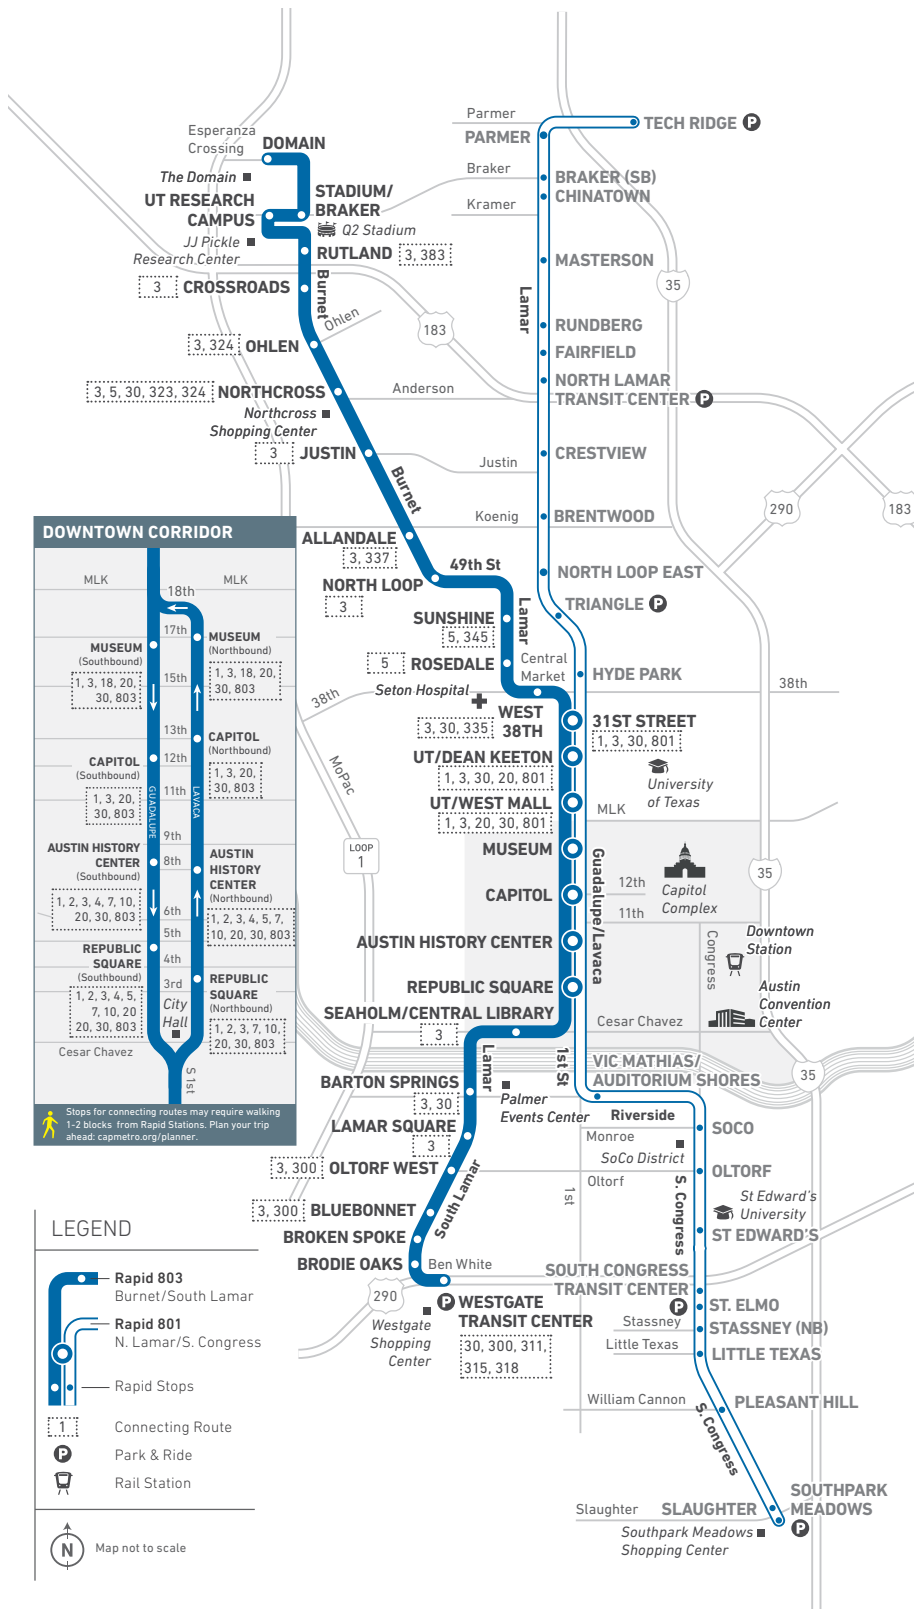 Parmer
TECH RIDGE P
PARMER
Esperanza
Crossing
DOMAIN
The Domain
Braker
BRAKER (SB)
CHINATOWN
STADIUM/
BRAKER
UT RESEARCH
CAMPUS
Kramer
Q2 Stadium
JJ Pickle
Research Center
RUTLAND 3, 383
MASTERSON
3 CROSSROADS
Burnet
Lamar
35
Ohlen
183
RUNDBERG
3, 324 OHLEN
FAIRFIELD
3, 5, 30, 323, 324 NORTHCROSS
Anderson
NORTH LAMAR
TRANSIT CENTER P
Northcross
Shopping Center
3 JUSTIN
Justin
CRESTVIEW
Burnet
290
183
Koenig
BRENTWOOD
ALLANDALE
3, 337
49th St
NORTH LOOP
3
NORTH LOOP EAST
TRIANGLE P
Lamar
SUNSHINE
5, 345
5 ROSEDALE
Central
Market
HYDE PARK
38th
Seton Hospital
38th
WEST
38TH
3, 30, 335
31ST STREET
1, 3, 30, 801
UT/DEAN KEETON
1, 3, 30, 20, 801
University
of Texas
MoPac
UT/WEST MALL
1, 3, 20, 30, 801
MLK
MUSEUM
LOOP
1
Guadalupe/Lavaca
12th
Capitol
Complex
35
CAPITOL
11th
AUSTIN HISTORY CENTER
Congress
Downtown
Station
REPUBLIC SQUARE
Austin
Convention
Center
SEAHOLM/CENTRAL LIBRARY
3
Cesar Chavez
Lamar
1st St
VIC MATHIAS/
AUDITORIUM SHORES
35
BARTON SPRINGS
3, 30
Palmer
Events Center
Riverside
LAMAR SQUARE
3
Monroe
SOCO
SoCo District
3, 300 OLTORF WEST
OLTORF
Oltorf
1st
S. Congress
St Edward's
University
3, 300 BLUEBONNET
South Lamar
BROKEN SPOKE
ST EDWARD'S
BRODIE OAKS
Ben White
SOUTH CONGRESS
TRANSIT CENTER
P
290
P WESTGATE
TRANSIT CENTER
30, 300, 311,
315, 318
Westgate
Shopping
Center
ST. ELMO
Stassney
STASSNEY (NB)
Little Texas
LITTLE TEXAS
William Cannon
PLEASANT HILL
S. Congress
Slaughter
SLAUGHTER
SOUTHPARK
MEADOWS
P
Southpark Meadows
Shopping Center
DOWNTOWN CORRIDOR
MLK
MLK
18th
17th
MUSEUM
(Southbound)
1, 3, 18, 20,
30, 803
MUSEUM
(Northbound)
1, 3, 18, 20,
30, 803
15th
13th
CAPITOL
(Northbound)
1, 3, 20,
30, 803
CAPITOL
(Southbound)
1, 3, 20,
30, 803
12th
11th
GUADALUPE
LAVACA
9th
AUSTIN HISTORY
CENTER
(Southbound)
1, 2, 3, 4, 7, 10,
20, 30, 803
8th
AUSTIN
HISTORY
CENTER
(Northbound)
1, 2, 3, 4, 5, 7,
10, 20, 30, 803
6th
5th
REPUBLIC
SQUARE
(Southbound)
1, 2, 3, 4, 5,
7, 10, 20
20, 30, 803
4th
3rd
REPUBLIC
SQUARE
(Northbound)
1, 2, 3, 7, 10,
20, 30, 803
City
Hall
Cesar Chavez
S 1st
Stops for connecting routes may require walking
1-2 blocks from Rapid Stations. Plan your trip
ahead: capmetro.org/planner.
LEGEND
Rapid 803
Burnet/South Lamar
Rapid 801
N. Lamar/S. Congress
Rapid Stops
1 Connecting Route
P Park & Ride
Rail Station
N Map not to scale